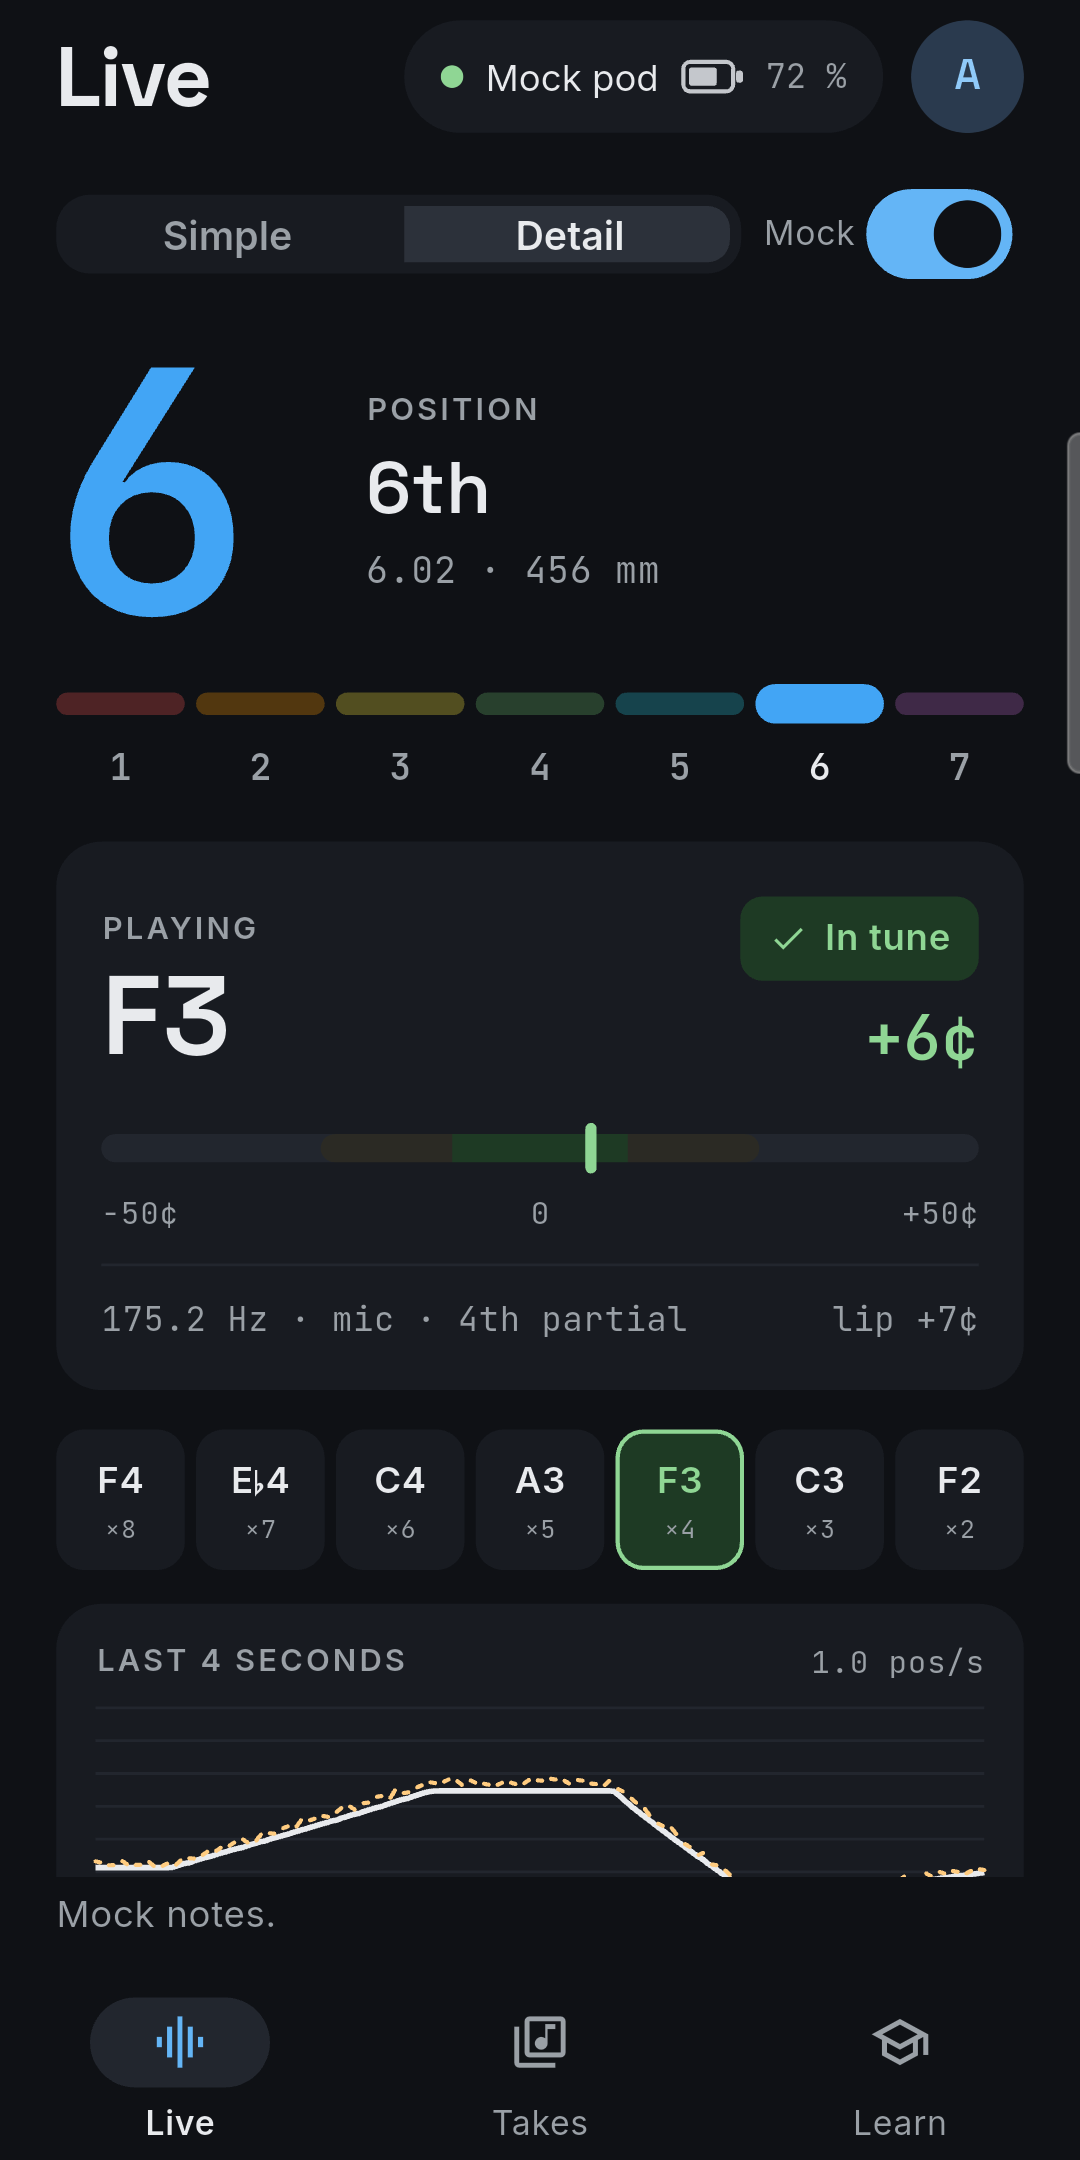 Live
Mock pod 72 %
A
Simple Detail Mock
6
POSITION
6th
6.02 · 456 mm
1 2 3 4 5 6 7
PLAYING
In tune
F3
+6¢
-50¢ 0 +50¢
175.2 Hz · mic · 4th partial lip +7¢
F4 E♭4 C4 A3 F3 C3 F2
×8 ×7 ×6 ×5 ×4 ×3 ×2
LAST 4 SECONDS 1.0 pos/s
Mock notes.
Live Takes Learn